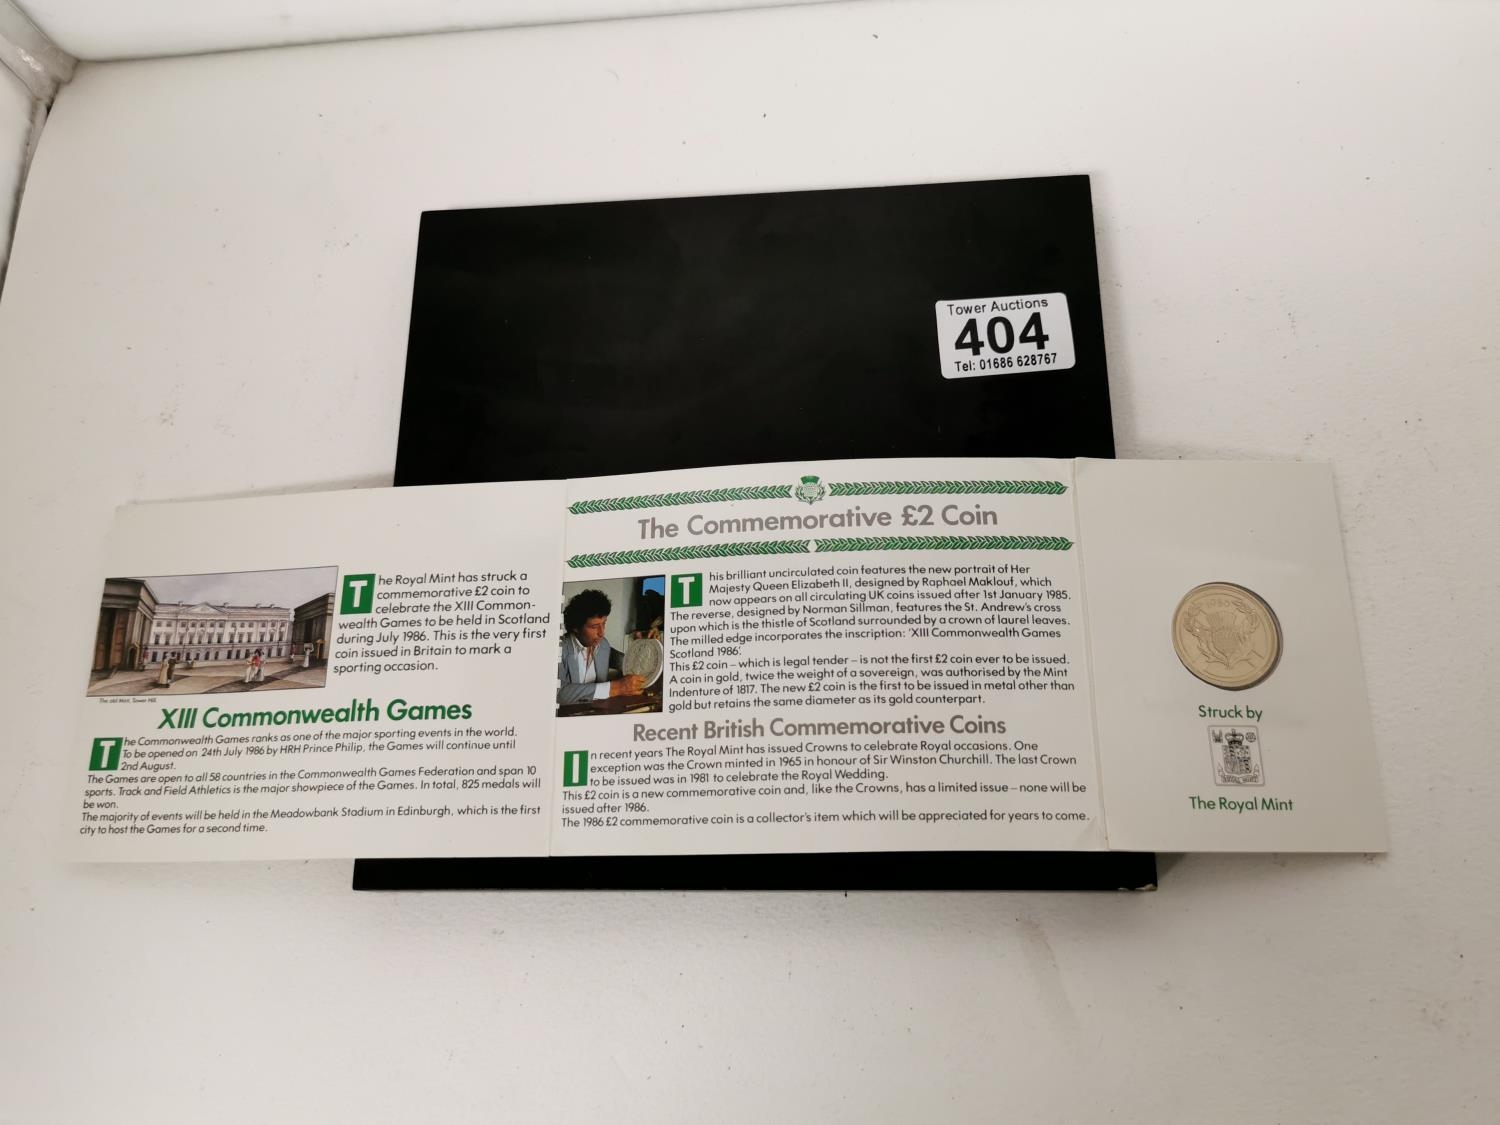 Tower Auctions
404
Tel: 01686 628767
The old Mint, Tower Hill.
The Royal Mint has struck a
commemorative £2 coin to
celebrate the XIII Common-
wealth Games to be held in Scotland
during July 1986. This is the very first
coin issued in Britain to mark a
sporting occasion.
XIII Commonwealth Games
The Commonwealth Games ranks as one of the major sporting events in the world.
To be opened on 24th July 1986 by HRH Prince Philip, the Games will continue until
2nd August.
The Games are open to all 58 countries in the Commonwealth Games Federation and span 10
sports. Track and Field Athletics is the major showpiece of the Games. In total, 825 medals will
be won.
The majority of events will be held in the Meadowbank Stadium in Edinburgh, which is the first
city to host the Games for a second time.
The Commemorative £2 Coin
This brilliant uncirculated coin features the new portrait of Her
Majesty Queen Elizabeth II, designed by Raphael Maklouf, which
now appears on all circulating UK coins issued after 1st January 1985.
The reverse, designed by Norman Sillman, features the St. Andrew's cross
upon which is the thistle of Scotland surrounded by a crown of laurel leaves.
The milled edge incorporates the inscription: 'XIII Commonwealth Games
Scotland 1986'.
This £2 coin – which is legal tender – is not the first £2 coin ever to be issued.
A coin in gold, twice the weight of a sovereign, was authorised by the Mint
Indenture of 1817. The new £2 coin is the first to be issued in metal other than
gold but retains the same diameter as its gold counterpart.
Recent British Commemorative Coins
In recent years The Royal Mint has issued Crowns to celebrate Royal occasions. One
exception was the Crown minted in 1965 in honour of Sir Winston Churchill. The last Crown
to be issued was in 1981 to celebrate the Royal Wedding.
This £2 coin is a new commemorative coin and, like the Crowns, has a limited issue – none will be
issued after 1986.
The 1986 £2 commemorative coin is a collector's item which will be appreciated for years to come.
1986
Struck by
ROYAL MINT
The Royal Mint